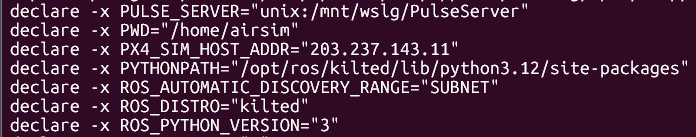 declare -x PULSE_SERVER="unix:/mnt/wslg/PulseServer"
declare -x PWD="/home/airsim"
declare -x PX4_SIM_HOST_ADDR="203.237.143.11"
declare -x PYTHONPATH="/opt/ros/kilted/lib/python3.12/site-packages"
declare -x ROS_AUTOMATIC_DISCOVERY_RANGE="SUBNET"
declare -x ROS_DISTRO="kilted"
declare -x ROS_PYTHON_VERSION="3"